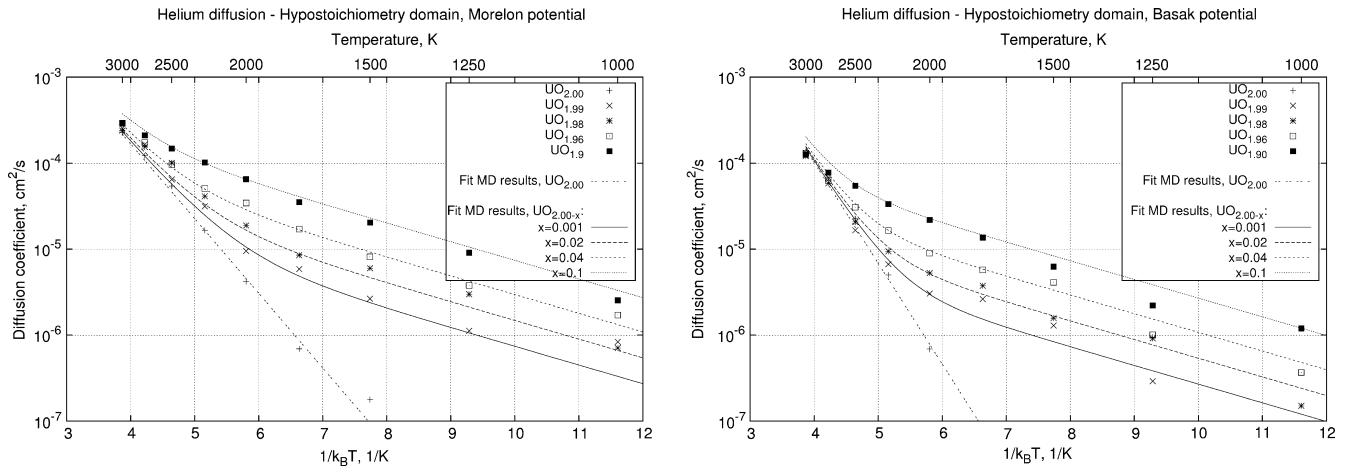 Helium diffusion - Hypostoichiometry domain, Morelon potential
Temperature, K
3000 2500 2000 1500 1250 1000
10-3
10-4
10-5
10-6
10-7
Diffusion coefficient, cm2/s
UO2.00
UO1.99
UO1.98
UO1.96
UO1.9
Fit MD results, UO2.00
Fit MD results, UO2.00-x:
x=0.001
x=0.02
x=0.04
x=0.1
3 4 5 6 7 8 9 10 11 12
1/kBT, 1/K
Helium diffusion - Hypostoichiometry domain, Basak potential
Temperature, K
3000 2500 2000 1500 1250 1000
10-3
10-4
10-5
10-6
10-7
Diffusion coefficient, cm2/s
UO2.00
UO1.99
UO1.98
UO1.96
UO1.90
Fit MD results, UO2.00
Fit MD results, UO2.00-x:
x=0.001
x=0.02
x=0.04
x=0.1
3 4 5 6 7 8 9 10 11 12
1/kBT, 1/K